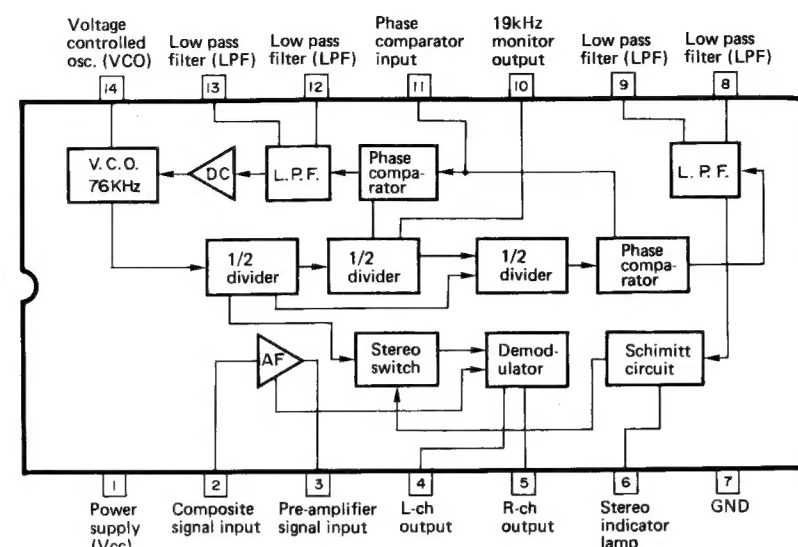 Voltage
controlled
osc. (VCO)
Low pass
filter (LPF)
Low pass
filter (LPF)
Phase
comparator
input
19kHz
monitor
output
Low pass
filter (LPF)
Low pass
filter (LPF)
14
13
12
11
10
9
8
V.C.O.
76KHz
DC
L.P.F.
Phase
compa-
rator
L.P.F.
1/2
divider
1/2
divider
1/2
divider
Phase
compa-
rator
AF
Stereo
switch
Demod-
ulator
Schimitt
circuit
1
2
3
4
5
6
7
Power
supply
(Vcc)
Composite
signal input
Pre-amplifier
signal input
L-ch
output
R-ch
output
Stereo
indicator
lamp
GND